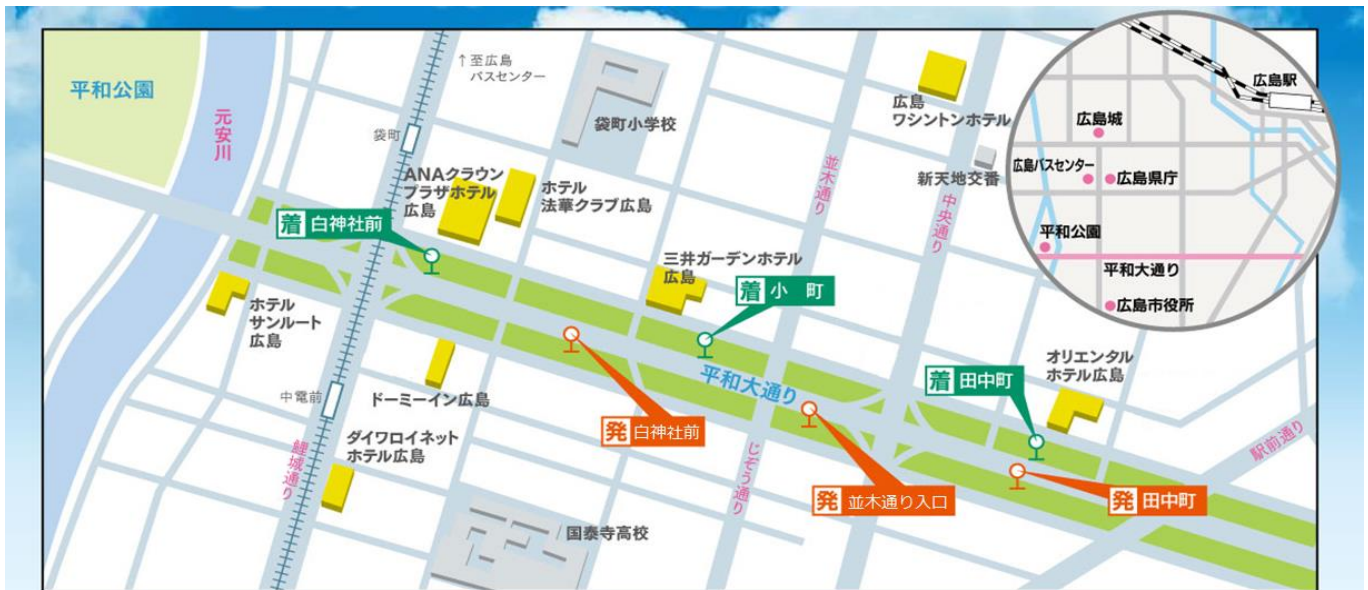 平和公園
元安川
↑至広島
バスセンター
袋町
袋町小学校
ANAクラウン
プラザホテル
広島
ホテル
法華クラブ広島
着 白神社前
ホテル
サンルート
広島
中電前
鯉城通り
ドーミーイン広島
ダイワロイネット
ホテル広島
国泰寺高校
三井ガーデンホテル
広島
着 小 町
発 白神社前
平和大通り
並木通り
じぞう通り
発 並木通り入口
広島
ワシントンホテル
新天地交番
中央通り
着 田中町
オリエンタル
ホテル広島
発 田中町
駅前通り
広島駅
広島城
広島バスセンター
広島県庁
平和公園
平和大通り
広島市役所